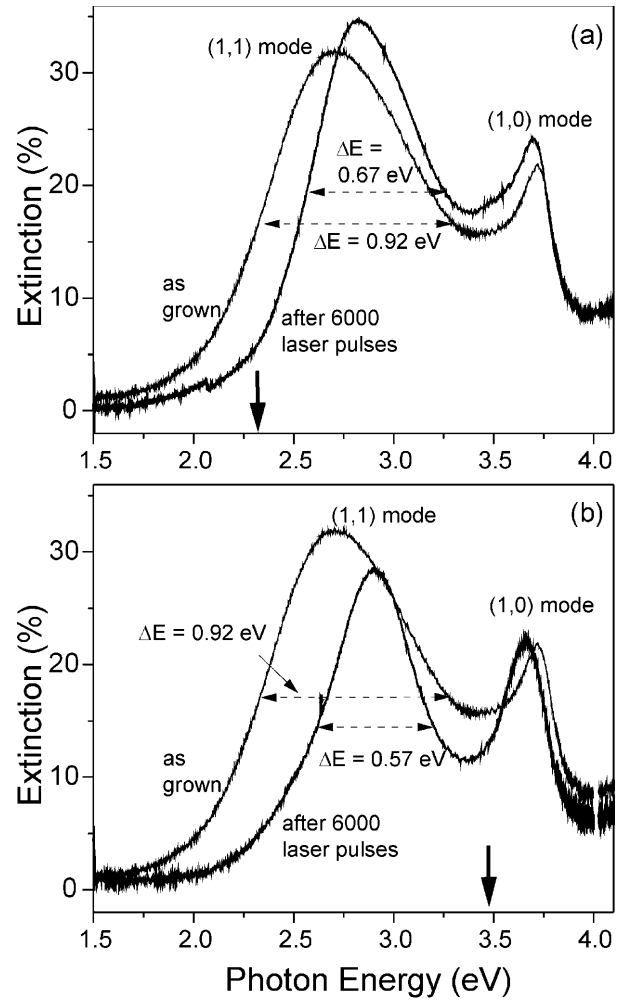 (a)
(1,1) mode
(1,0) mode
30
20
10
0
Extinction (%)
ΔE =
0.67 eV
ΔE = 0.92 eV
as
grown
after 6000
laser pulses
1.5 2.0 2.5 3.0 3.5 4.0
(b)
(1,1) mode
(1,0) mode
30
20
10
0
Extinction (%)
ΔE = 0.92 eV
as
grown
ΔE = 0.57 eV
after 6000
laser pulses
1.5 2.0 2.5 3.0 3.5 4.0
Photon Energy (eV)